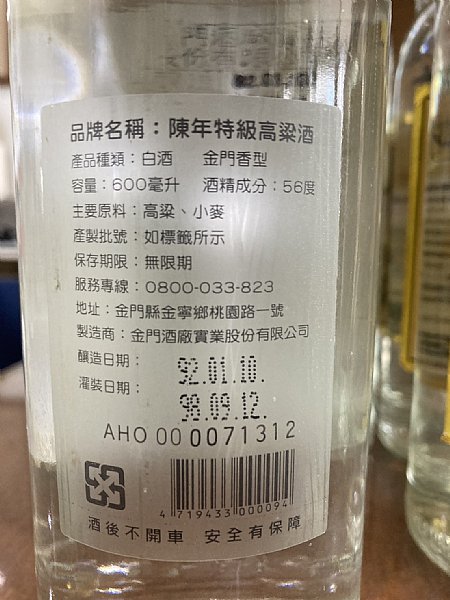 品牌名稱：陳年特級高粱酒
產品種類：白酒 金門香型
容量：600毫升 酒精成分：56度
主要原料：高粱、小麥
產製批號：如標籤所示
保存期限：無限期
服務專線：0800-033-823
地址：金門縣金寧鄉桃園路一號
製造商：金門酒廠實業股份有限公司
釀造日期： 92.01.10.
灌裝日期： 98.09.12.
AHO 00 0071312
4 719433 000094
酒後不開車 安全有保障